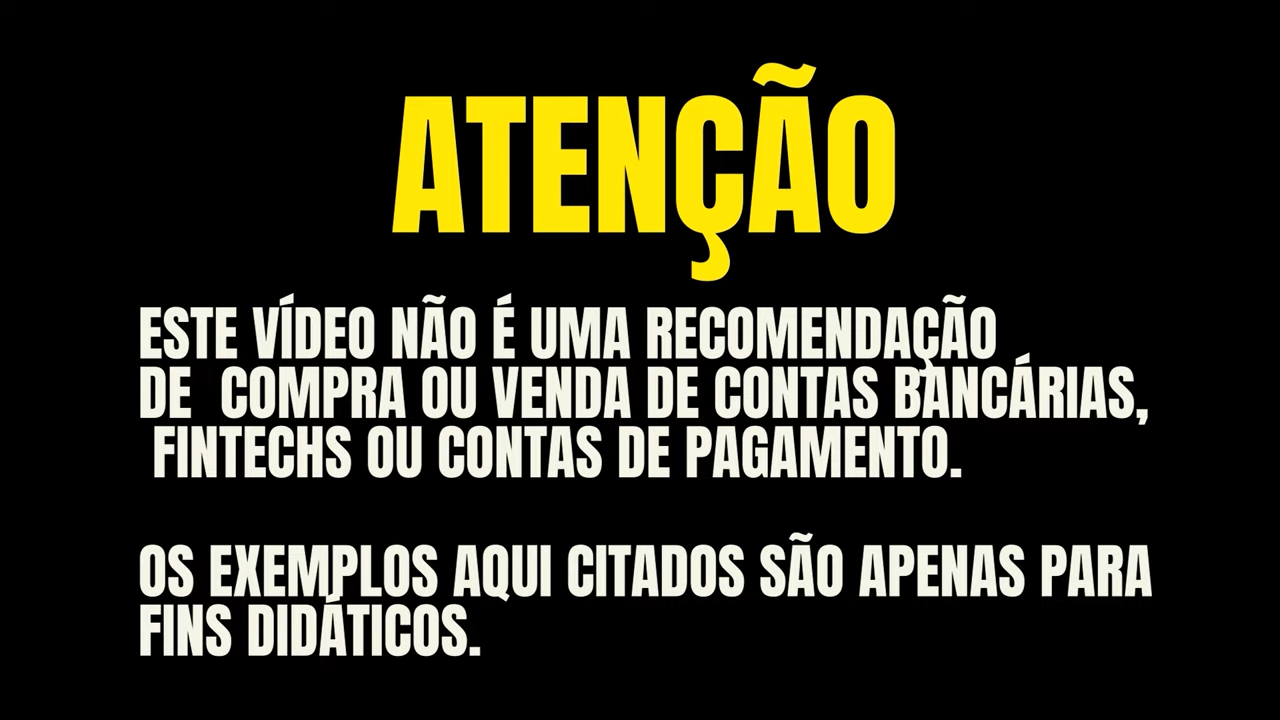 ATENÇÃO
ESTE VÍDEO NÃO É UMA RECOMENDAÇÃO
DE COMPRA OU VENDA DE CONTAS BANCÁRIAS,
FINTECHS OU CONTAS DE PAGAMENTO.
OS EXEMPLOS AQUI CITADOS SÃO APENAS PARA
FINS DIDÁTICOS.